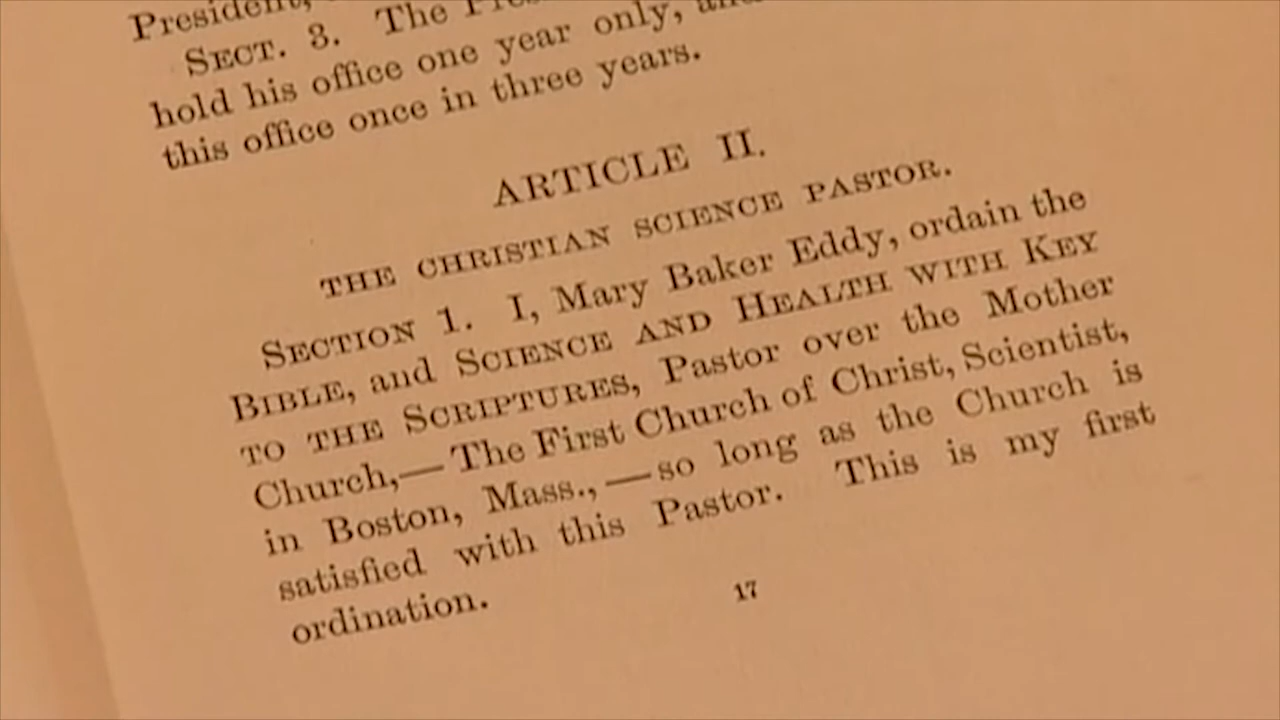 President,
SECT. 3. The Pres
hold his office one year only, and
this office once in three years.
ARTICLE II.
THE CHRISTIAN SCIENCE PASTOR.
SECTION 1. I, Mary Baker Eddy, ordain the
BIBLE, and SCIENCE AND HEALTH WITH KEY
TO THE SCRIPTURES, Pastor over the Mother
Church,—The First Church of Christ, Scientist,
in Boston, Mass.,—so long as the Church is
satisfied with this Pastor. This is my first
ordination.
17